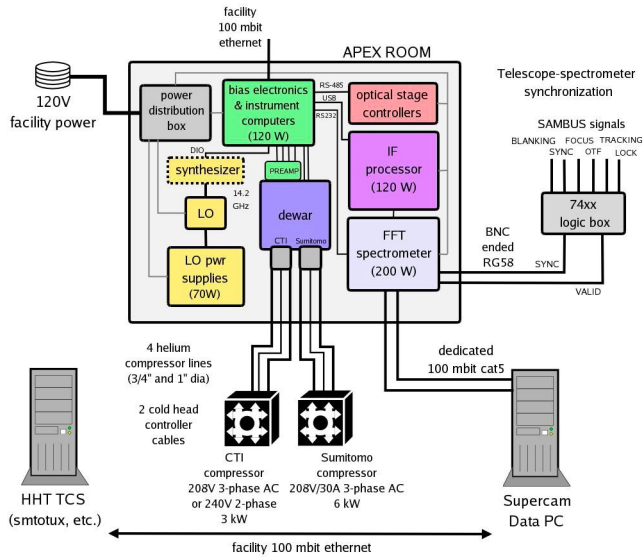 facility
100 mbit
ethernet
APEX ROOM
120V
facility power
power
distribution
box
bias electronics
& instrument
computers
(120 W)
RS-485
USB
RS232
optical stage
controllers
IF
processor
(120 W)
DIO
synthesizer
14.2
GHz
LO
LO pwr
supplies
(70W)
PREAMP
dewar
CTI
Sumitomo
FFT
spectrometer
(200 W)
Telescope-spectrometer
synchronization
SAMBUS signals
BLANKING
SYNC
FOCUS
OTF
TRACKING
LOCK
74xx
logic box
BNC
ended
RG58
SYNC
VALID
4 helium
compressor lines
(3/4" and 1" dia)
2 cold head
controller
cables
dedicated
100 mbit cat5
CTI
compressor
208V 3-phase AC
or 240V 2-phase
3 kW
Sumitomo
compressor
208V/30A 3-phase AC
6 kW
HHT TCS
(smtotux, etc.)
Supercam
Data PC
facility 100 mbit ethernet